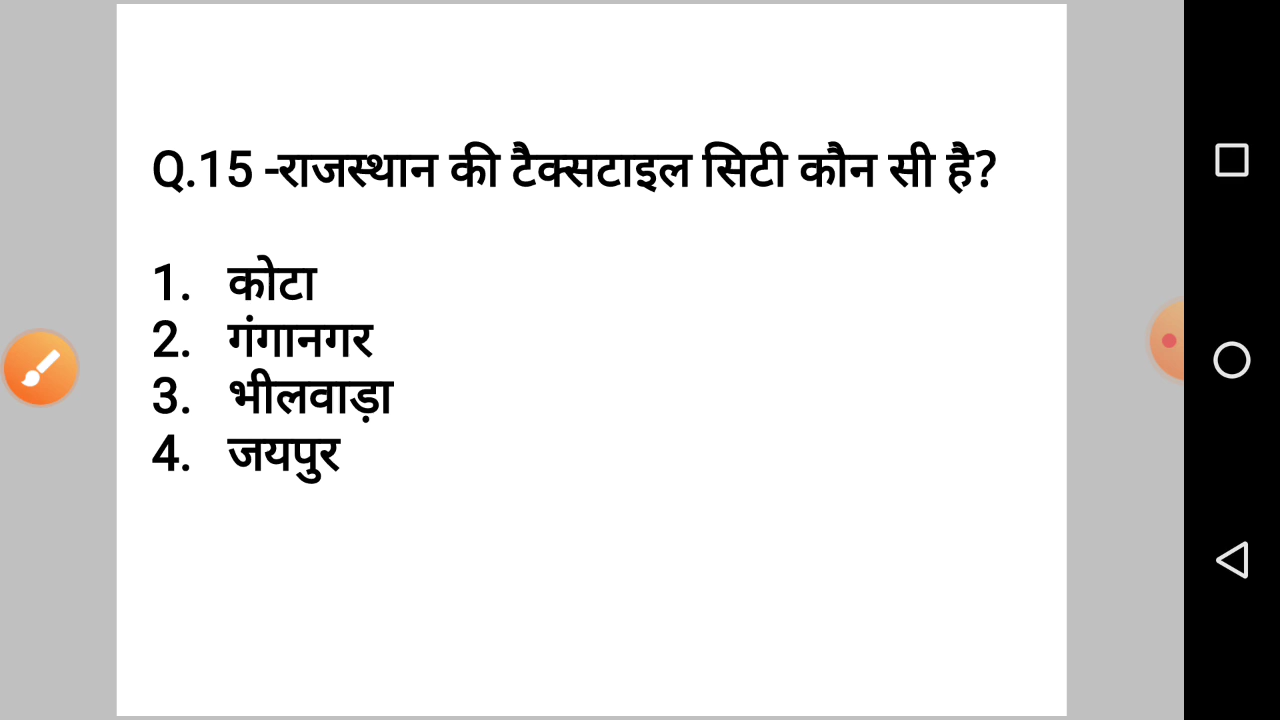 Q.15 -राजस्थान की टैक्सटाइल सिटी कौन सी है?
1. कोटा
2. गंगानगर
3. भीलवाड़ा
4. जयपुर